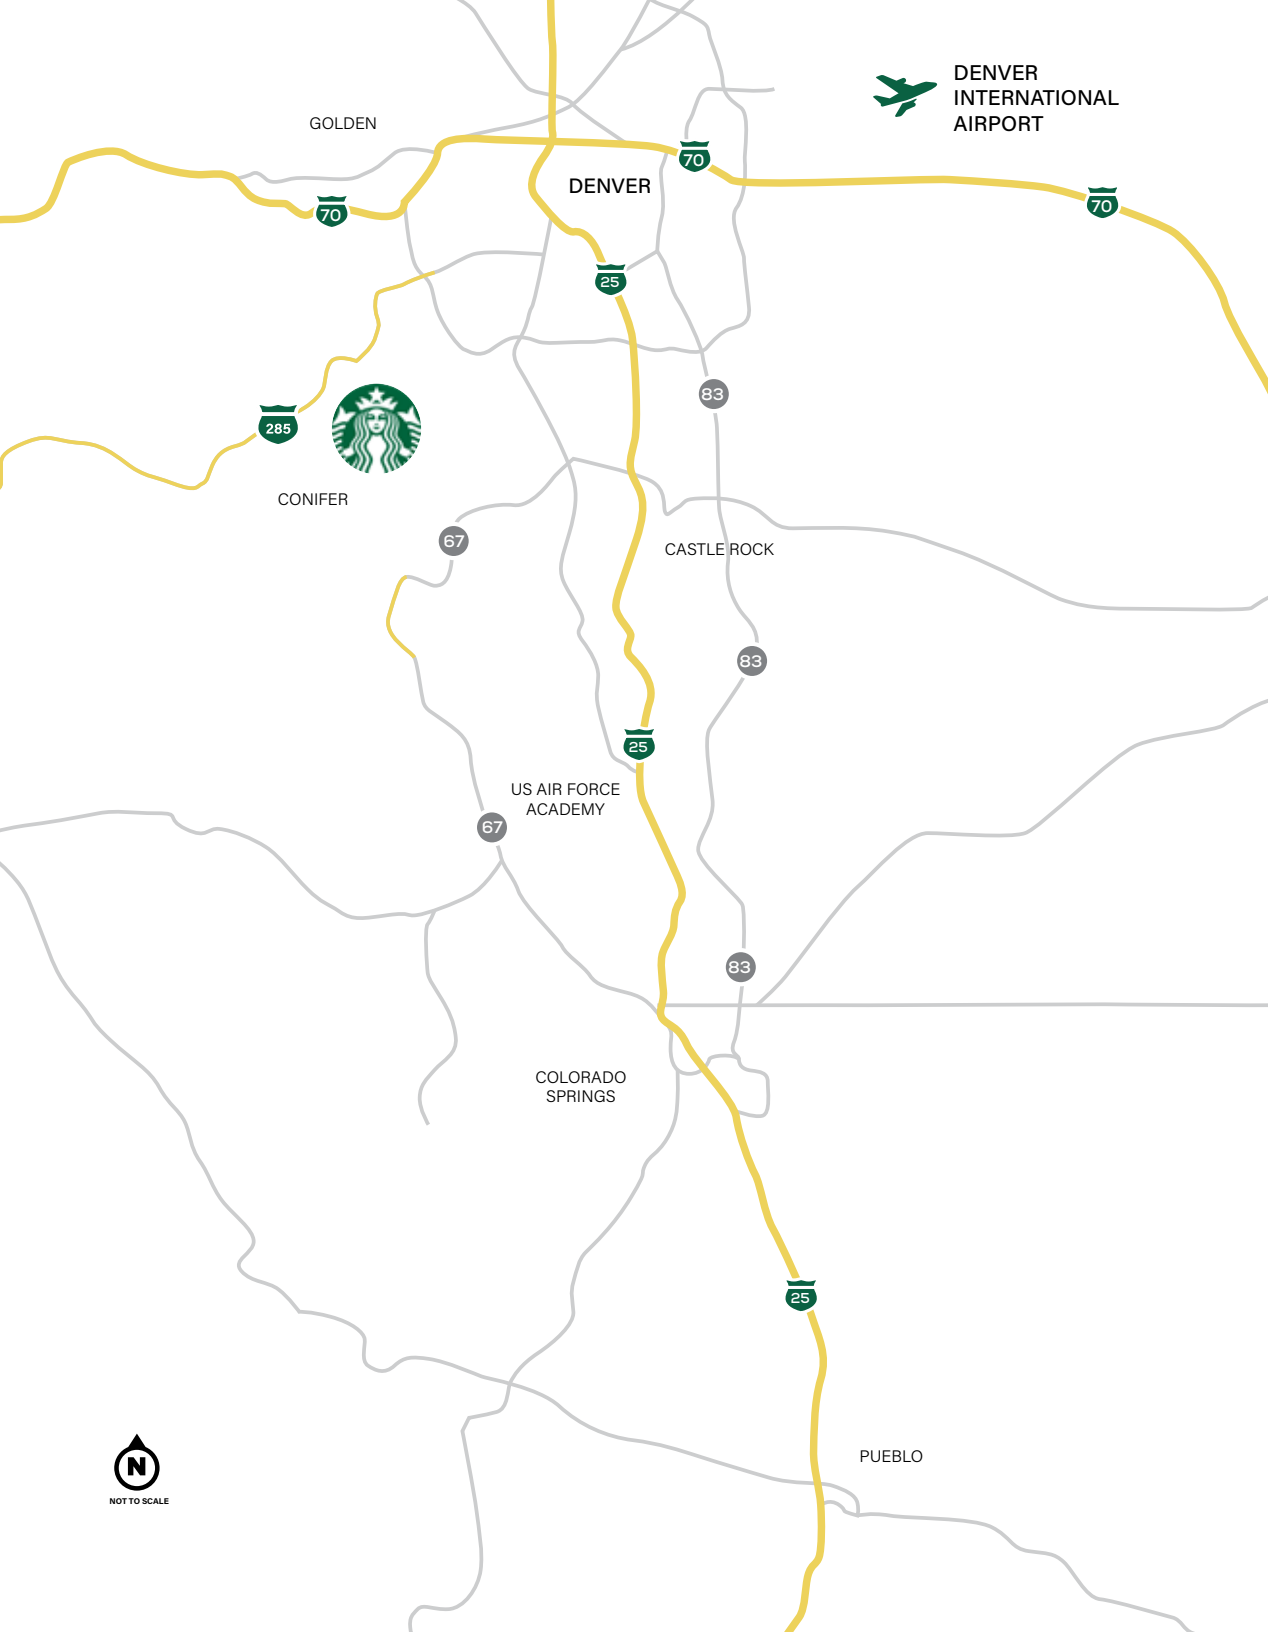 DENVER
INTERNATIONAL
AIRPORT
GOLDEN
70
DENVER
70
70
25
83
285
CONIFER
67
CASTLE ROCK
83
25
US AIR FORCE
ACADEMY
67
83
COLORADO
SPRINGS
25
PUEBLO
N
NOT TO SCALE